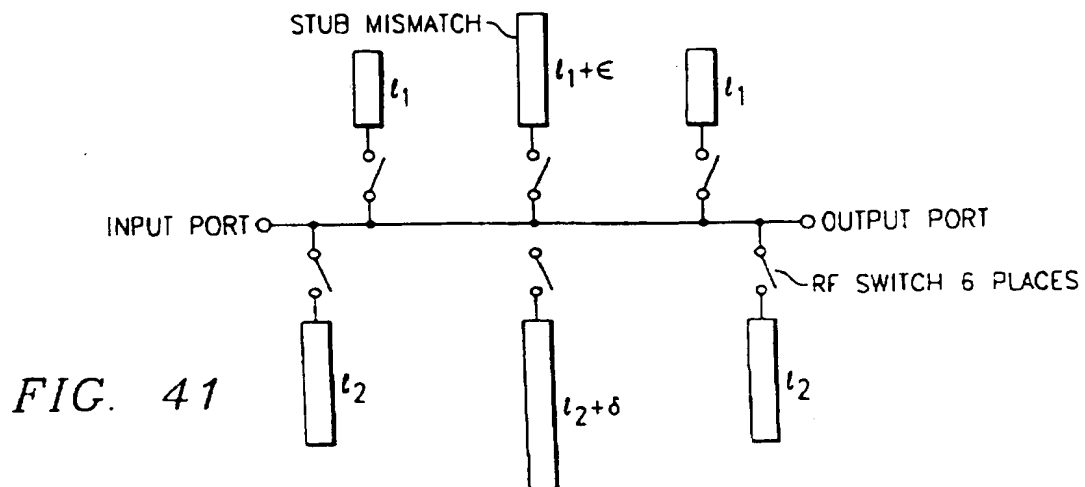 STUB MISMATCH
ℓ1
ℓ1+ϵ
ℓ1
INPUT PORT
OUTPUT PORT
RF SWITCH 6 PLACES
ℓ2
ℓ2+δ
ℓ2
FIG. 41